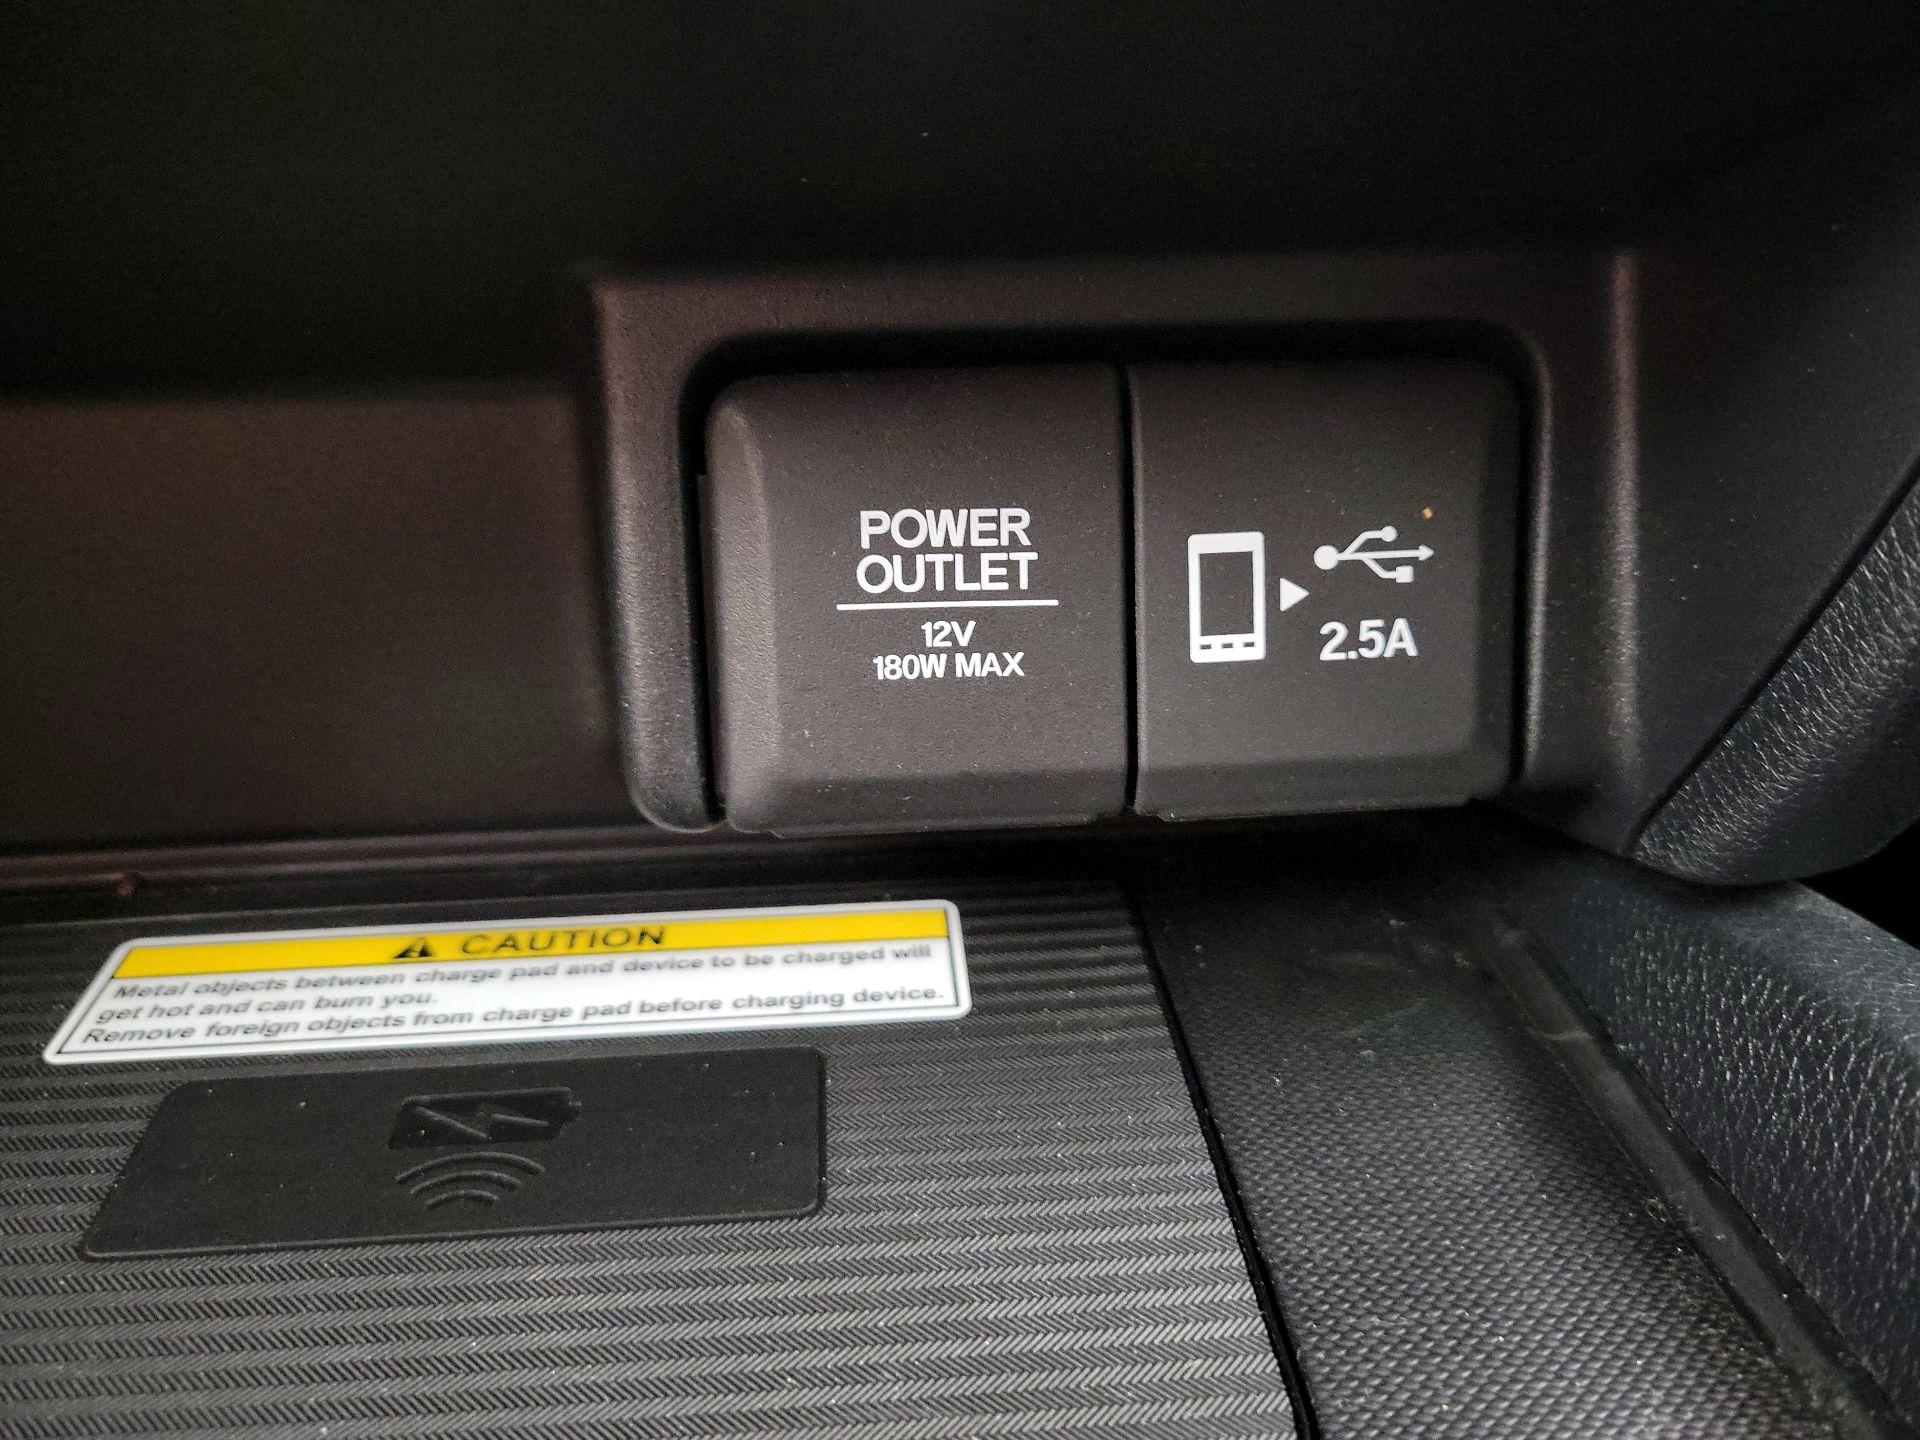 POWER
OUTLET
12V
180W MAX
2.5A
CAUTION
Metal objects between charge pad and device to be charged will
get hot and can burn you.
Remove foreign objects from charge pad before charging device.